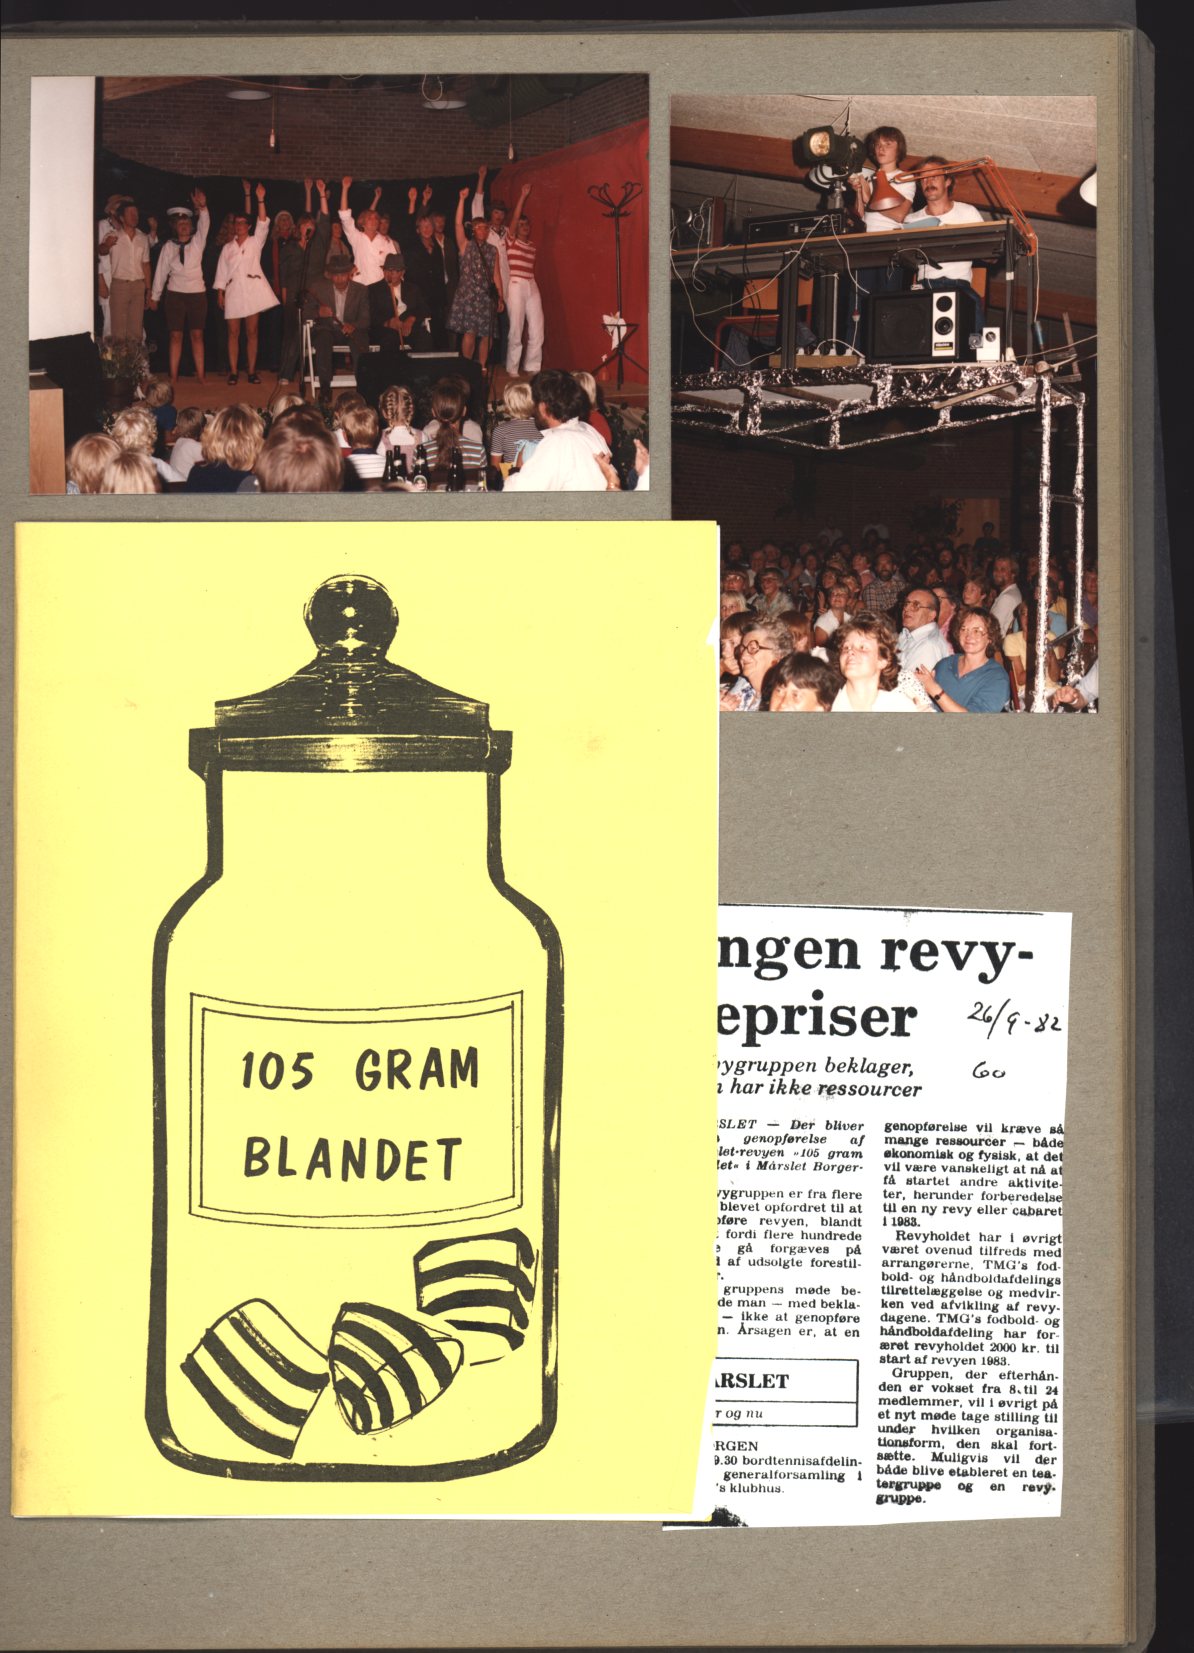 105 GRAM
BLANDET
ngen revy-
epriser
26/9-82
60
ygruppen beklager,
har ikke ressourcer
SLET — Der bliver
genopførelse af
let-revyen »105 gram
let« i Mårslet Borger-
vygruppen er fra flere
blevet opfordret til at
føre revyen, blandt
fordi flere hundrede
gå forgæves på
af udsolgte forestil-
r.
gruppens møde be-
de man — med bekla-
— ikke at genopføre
n. Årsagen er, at en
genopførelse vil kræve så
mange ressourcer — både
økonomisk og fysisk, at det
vil være vanskeligt at nå at
få startet andre aktivite-
ter, herunder forberedelse
til en ny revy eller cabaret
i 1983.
Revyholdet har i øvrigt
været ovenud tilfreds med
arrangørerne, TMG's fod-
bold- og håndboldafdelings
tilrettelæggelse og medvir-
ken ved afvikling af revy-
dagene. TMG's fodbold- og
håndboldafdeling har for-
æret revyholdet 2000 kr. til
start af revyen 1983.
Gruppen, der efterhån-
den er vokset fra 8 til 24
medlemmer, vil i øvrigt på
et nyt møde tage stilling til
under hvilken organisa-
tionsform, den skal fort-
sætte. Muligvis vil der
både blive etableret en tea-
tergruppe og en revy-
gruppe.
ÅRSLET
r og nu
ORGEN
9.30 bordtennisafdelin-
generalforsamling i
's klubhus.